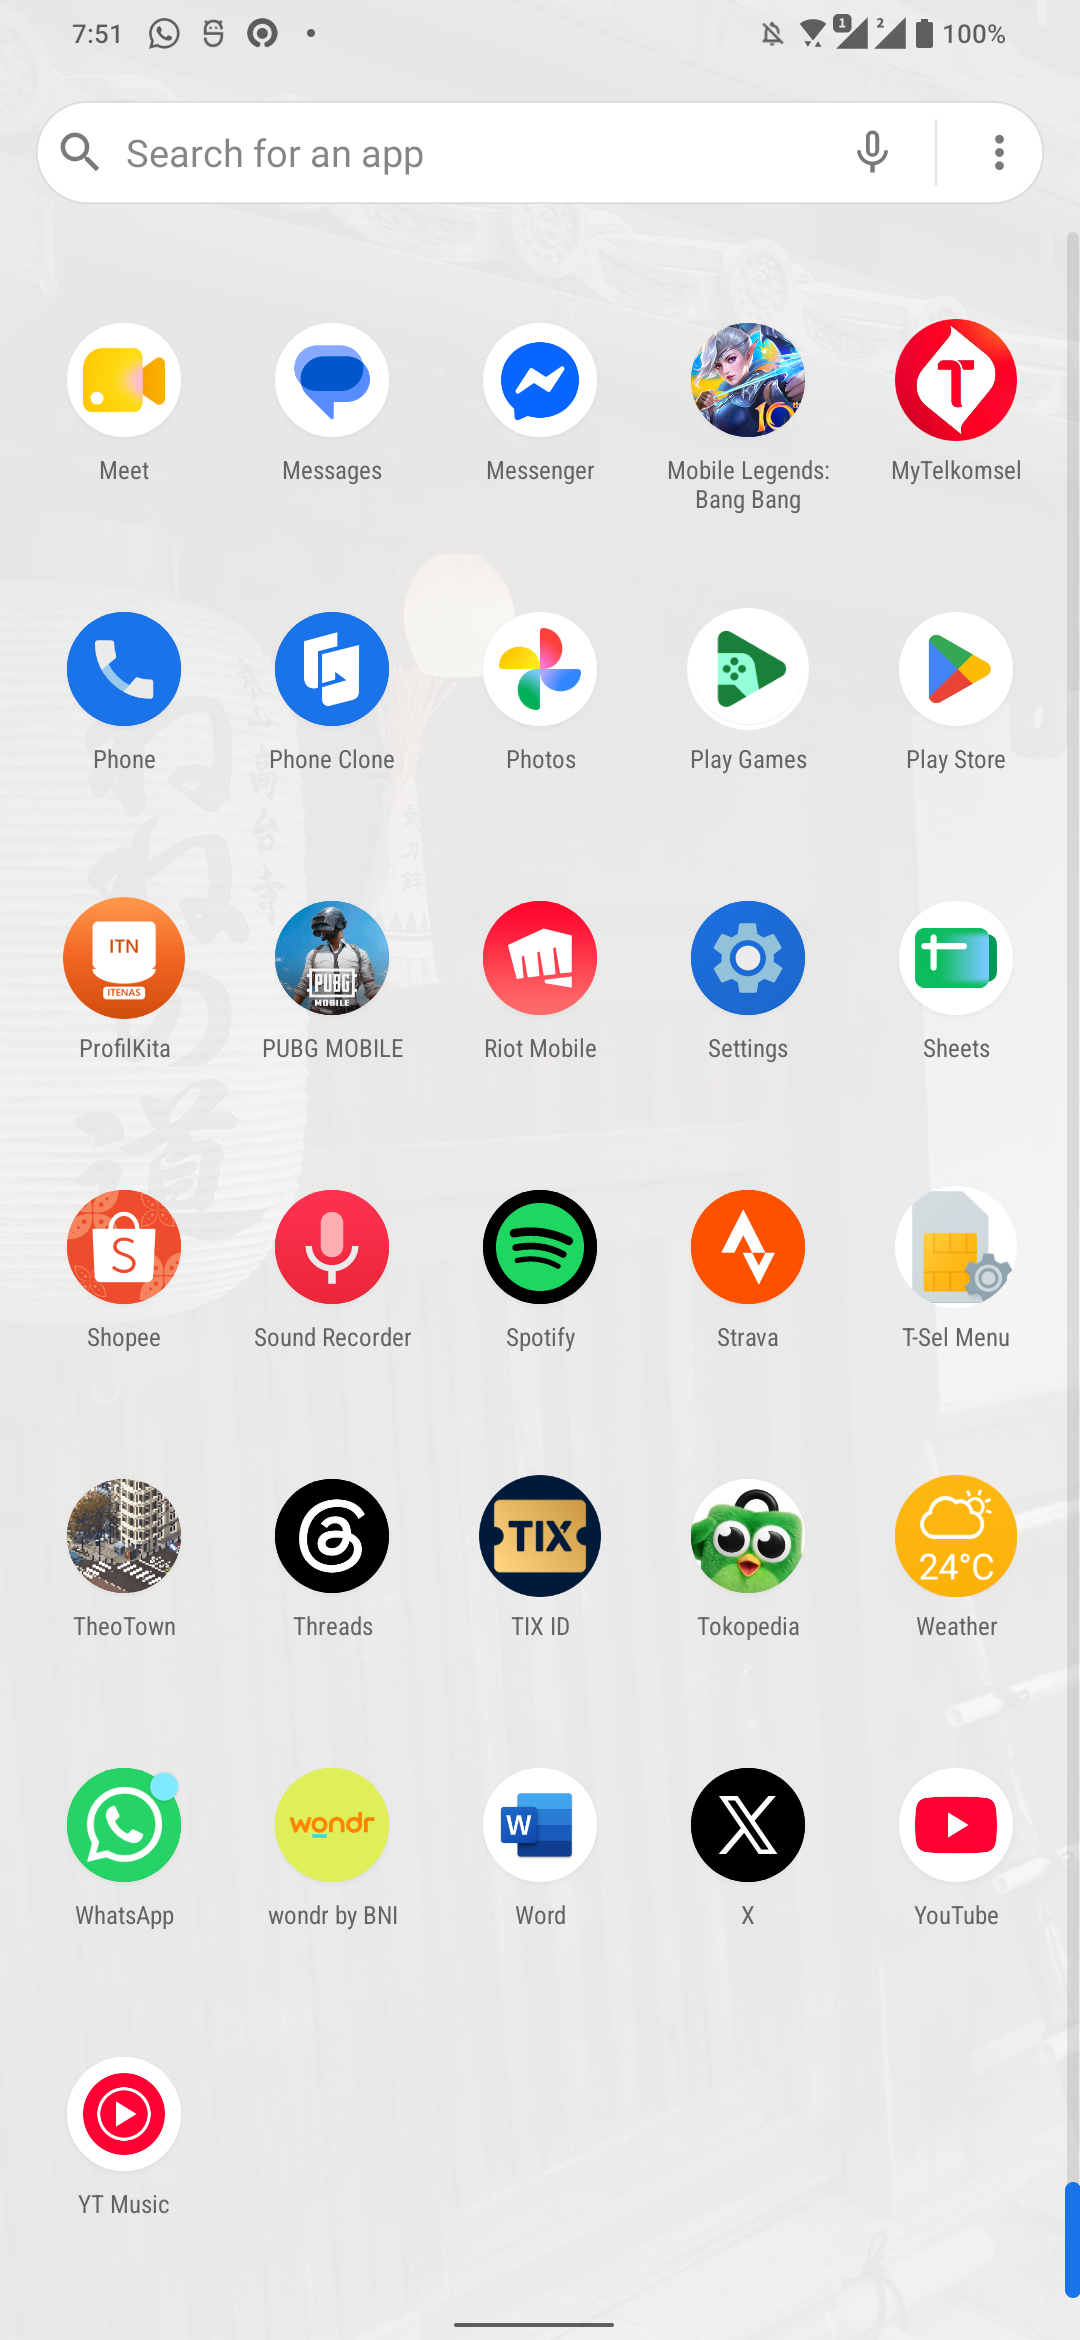 7:51
1
2
100%
Search for an app
10
T
Meet
Messages
Messenger
Mobile Legends:
Bang Bang
MyTelkomsel
Phone
Phone Clone
Photos
Play Games
Play Store
ITN
ITENAS
PUBG
MOBILE
ProfilKita
PUBG MOBILE
Riot Mobile
Settings
Sheets
S
Shopee
Sound Recorder
Spotify
Strava
T-Sel Menu
TIX
24°C
TheoTown
Threads
TIX ID
Tokopedia
Weather
wondr
W
X
WhatsApp
wondr by BNI
Word
X
YouTube
YT Music